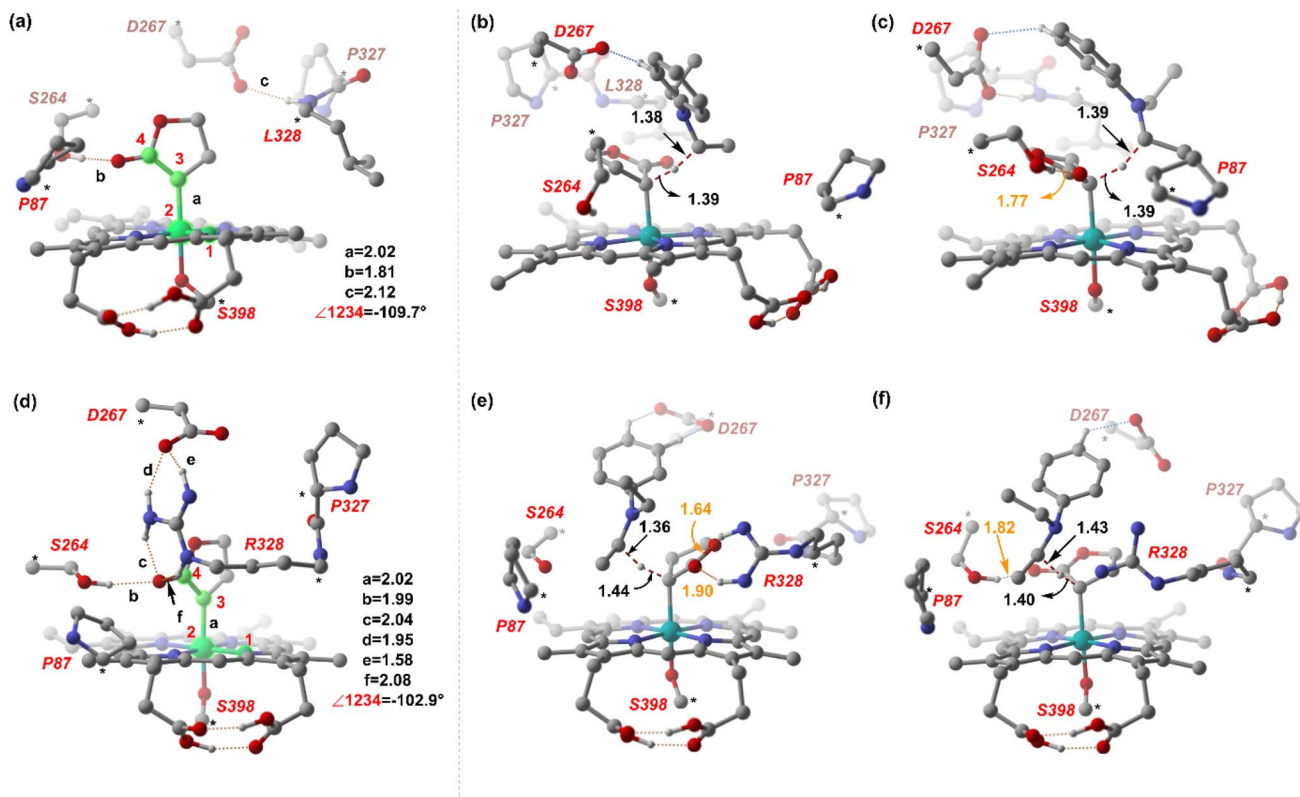 (a)
D267
P327
c
S264
4
3
b
a
L328
P87
2
1
S398
a=2.02
b=1.81
c=2.12
∠1234=-109.7°
(b)
D267
L328
P327
1.38
S264
1.39
P87
S398
(c)
D267
1.39
P327
S264
P87
1.77
1.39
S398
(d)
D267
d
e
P327
S264
c
R328
4
b
f
3
a
2
1
P87
S398
a=2.02
b=1.99
c=2.04
d=1.95
e=1.58
f=2.08
∠1234=-102.9°
(e)
D267
S264
1.36
1.64
P327
R328
1.44
1.90
P87
S398
(f)
D267
P327
S264
1.82
1.43
R328
P87
1.40
S398